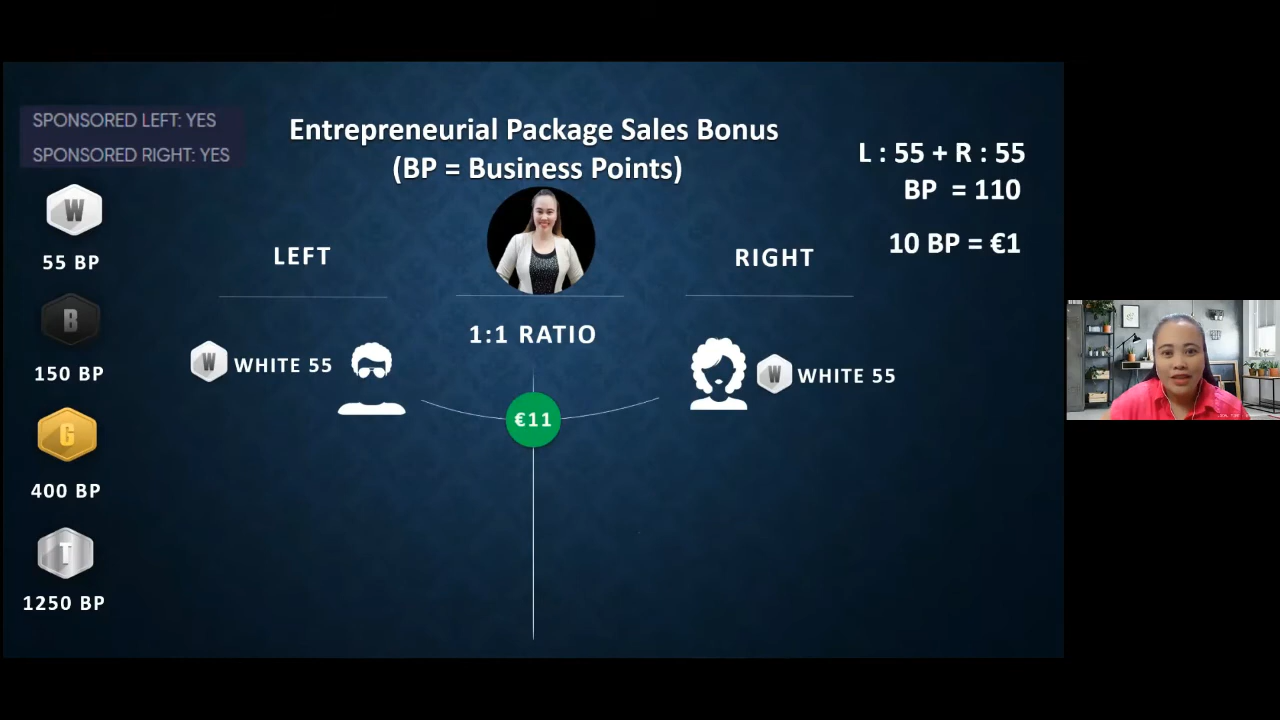 SPONSORED LEFT: YES
SPONSORED RIGHT: YES
Entrepreneurial Package Sales Bonus
(BP = Business Points)
L : 55 + R : 55
BP = 110
10 BP = €1
W
55 BP
B
150 BP
G
400 BP
T
1250 BP
LEFT
RIGHT
1:1 RATIO
W WHITE 55
W WHITE 55
€11